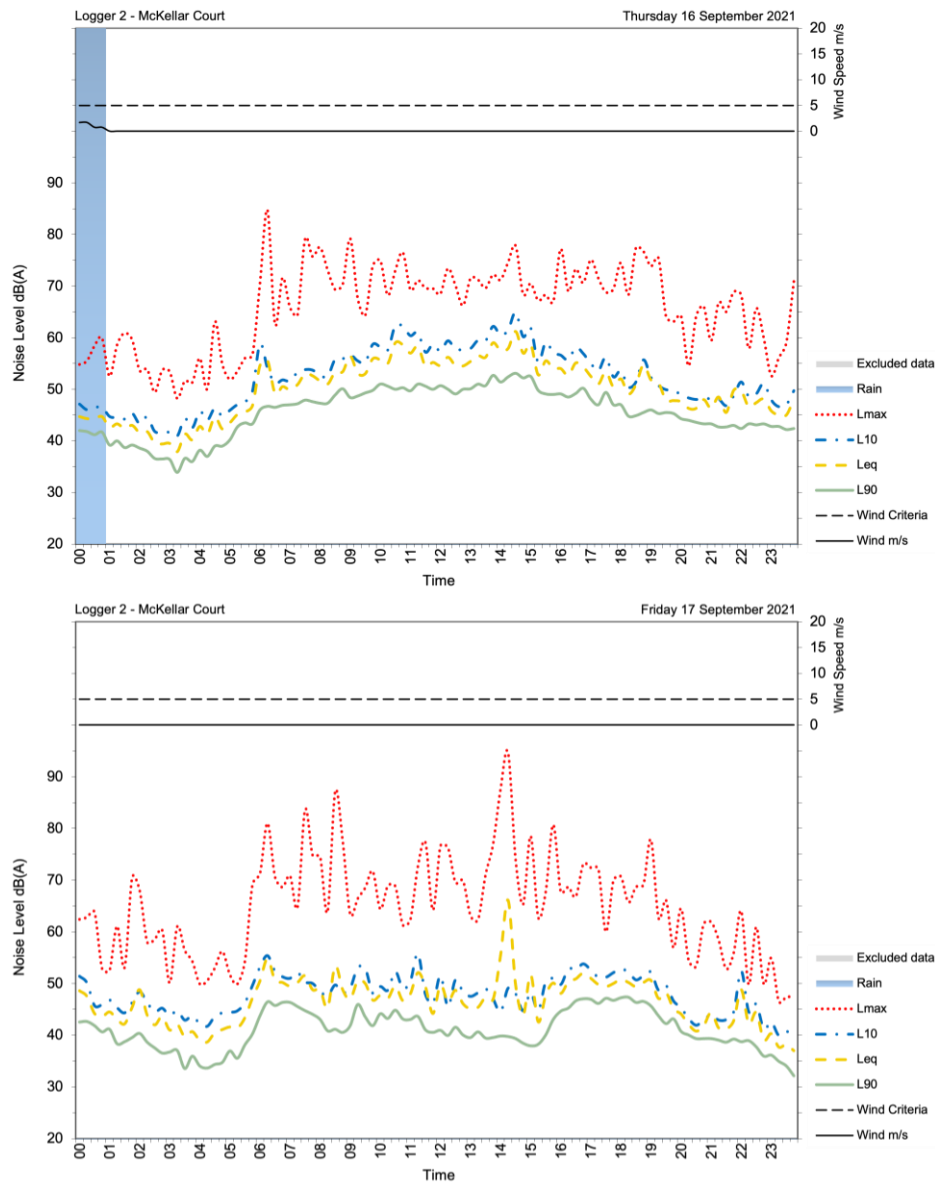 Logger 2 - McKellar Court Thursday 16 September 2021
20
15
10
5
0
Wind Speed m/s
90
80
70
60
50
40
30
20
Noise Level dB(A)
00 01 02 03 04 05 06 07 08 09 10 11 12 13 14 15 16 17 18 19 20 21 22 23
Time
Excluded data
Rain
Lmax
L10
Leq
L90
Wind Criteria
Wind m/s
Logger 2 - McKellar Court Friday 17 September 2021
20
15
10
5
0
Wind Speed m/s
90
80
70
60
50
40
30
20
Noise Level dB(A)
00 01 02 03 04 05 06 07 08 09 10 11 12 13 14 15 16 17 18 19 20 21 22 23
Time
Excluded data
Rain
Lmax
L10
Leq
L90
Wind Criteria
Wind m/s